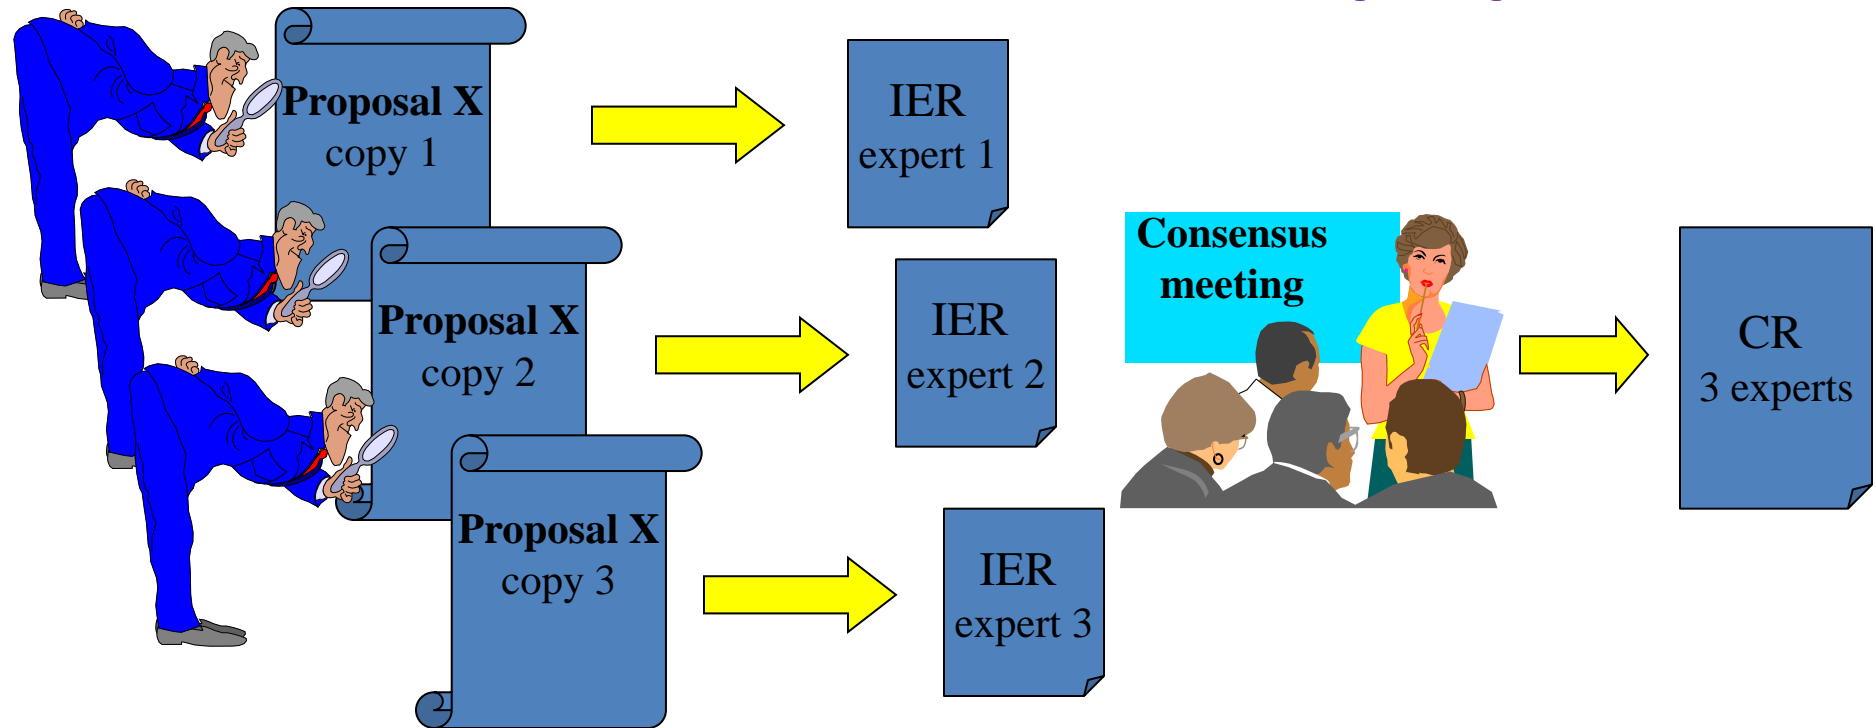 Proposal X
copy 1
IER
expert 1
Proposal X
copy 2
IER
expert 2
Proposal X
copy 3
IER
expert 3
Consensus
meeting
CR
3 experts